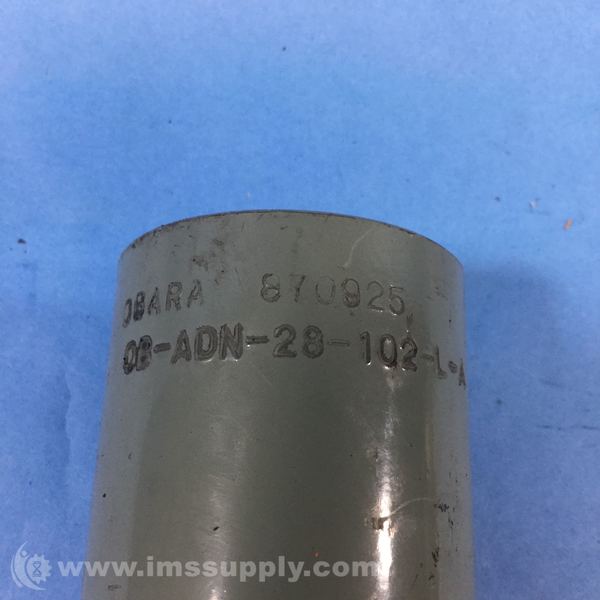 OBARA 870925
OB-ADN-28-102-L-A
www.imssupply.com